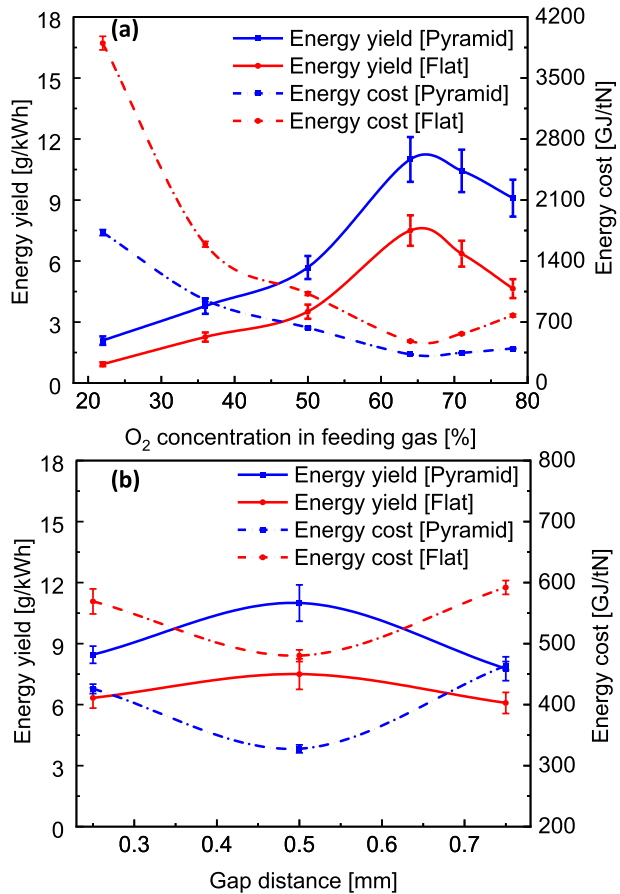 (a)
Energy yield [Pyramid]
Energy yield [Flat]
Energy cost [Pyramid]
Energy cost [Flat]
18
15
12
9
6
3
0
Energy yield [g/kWh]
4200
3500
2800
2100
1400
700
0
Energy cost [GJ/tN]
20 30 40 50 60 70 80
O2 concentration in feeding gas [%]
(b)
Energy yield [Pyramid]
Energy yield [Flat]
Energy cost [Pyramid]
Energy cost [Flat]
18
15
12
9
6
3
0
Energy yield [g/kWh]
800
700
600
500
400
300
200
Energy cost [GJ/tN]
0.3 0.4 0.5 0.6 0.7
Gap distance [mm]